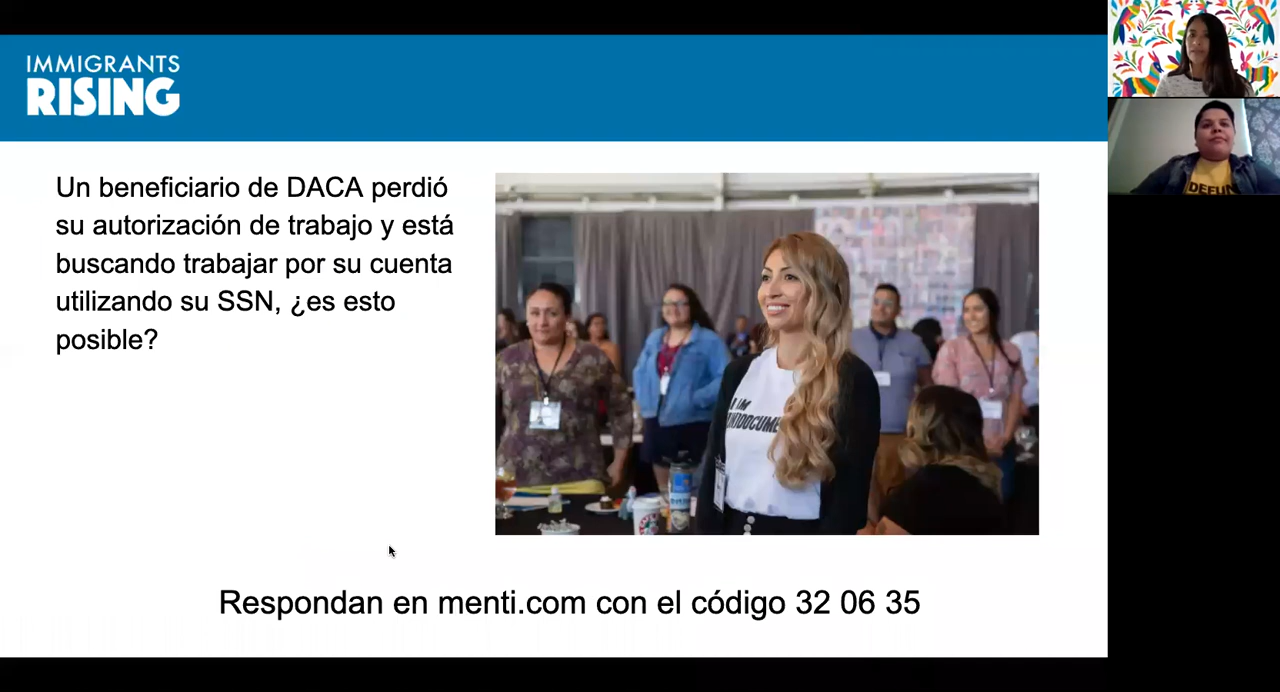 IMMIGRANTS
RISING
Un beneficiario de DACA perdió
su autorización de trabajo y está
buscando trabajar por su cuenta
utilizando su SSN, ¿es esto
posible?
Respondan en menti.com con el código 32 06 35